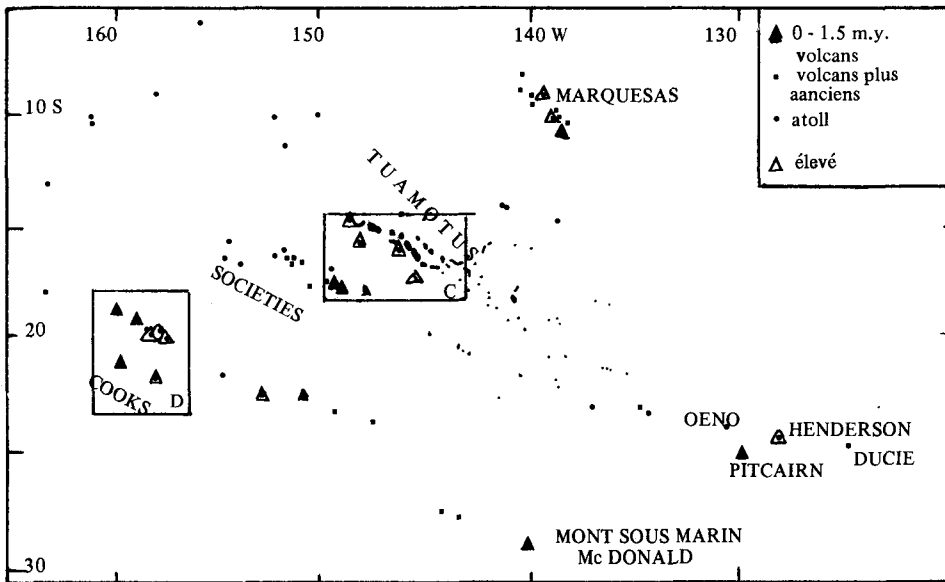 160
150
140 W
130
0 - 1.5 m.y.
volcans
volcans plus
aanciens
atoll
élevé
10 S
MARQUESAS
TUAMOTUS
SOCIETIES
C
20
COOKS
D
OENO
HENDERSON
DUCIE
PITCAIRN
MONT SOUS MARIN
Mc DONALD
30